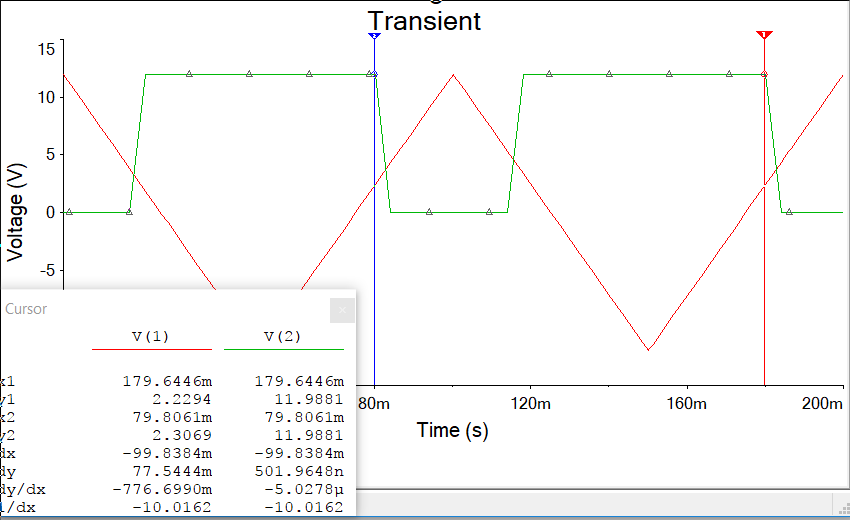 Transient
15
10
5
0
-5
Voltage (V)
Cursor
V(1) V(2)
x1 179.6446m 179.6446m
y1 2.2294 11.9881
x2 79.8061m 79.8061m
y2 2.3069 11.9881
dx -99.8384m -99.8384m
dy 77.5444m 501.9648n
dy/dx -776.6990m -5.0278µ
1/dx -10.0162 -10.0162
80m 120m 160m 200m
Time (s)